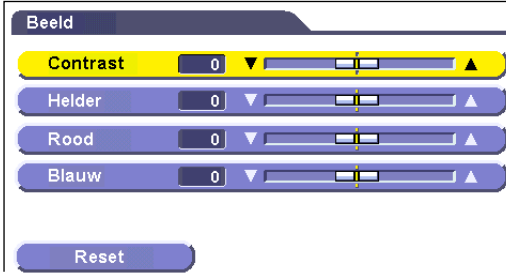 Beeld
Contrast 0
Helder 0
Rood 0
Blauw 0
Reset